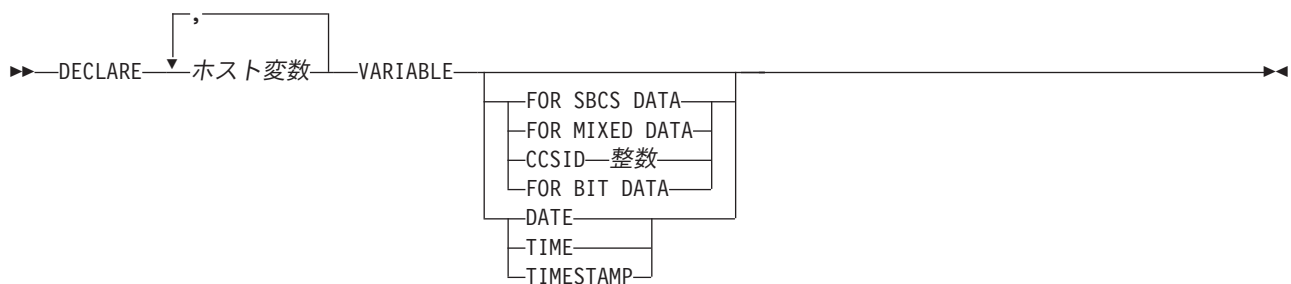 ,
DECLARE ホスト変数 VARIABLE
FOR SBCS DATA
FOR MIXED DATA
CCSID 整数
FOR BIT DATA
DATE
TIME
TIMESTAMP